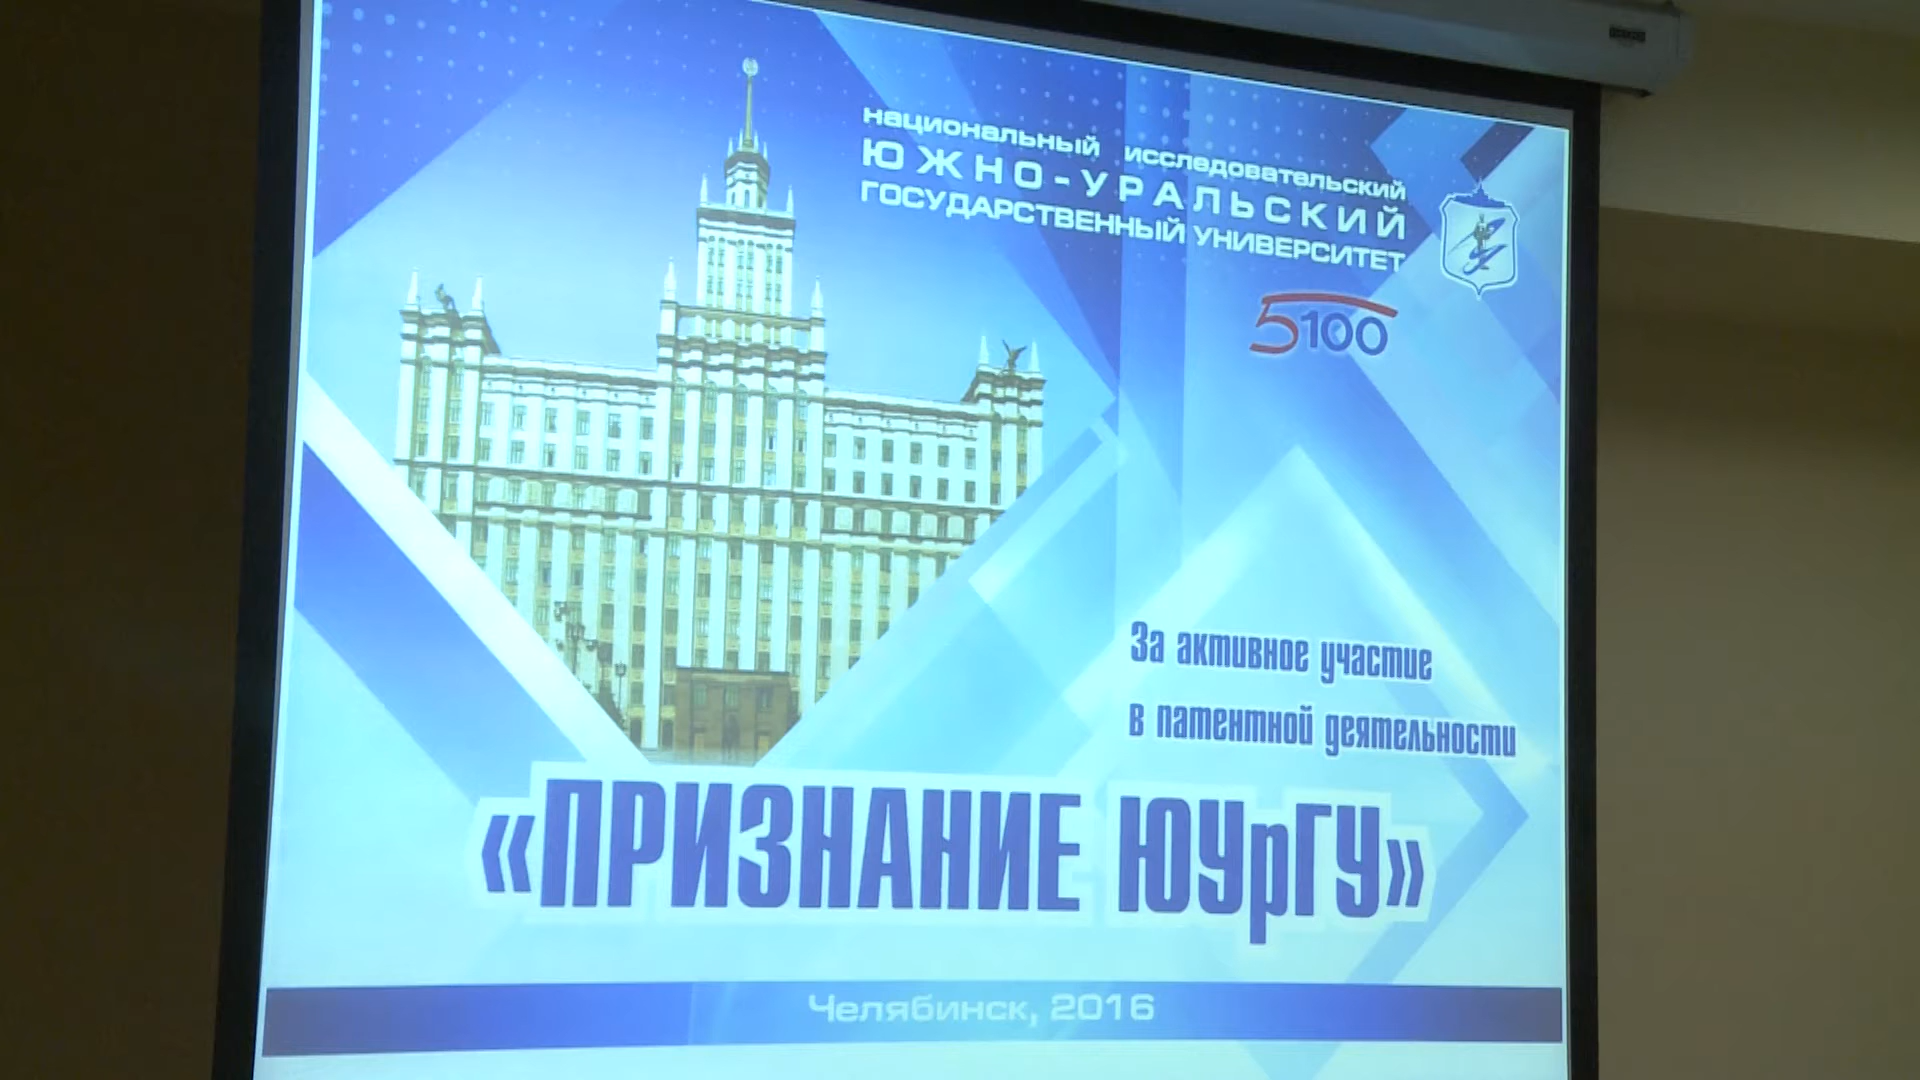 национальный исследовательский
ЮЖНО-УРАЛЬСКИЙ
ГОСУДАРСТВЕННЫЙ УНИВЕРСИТЕТ
5100
За активное участие
в патентной деятельности
«ПРИЗНАНИЕ ЮУрГУ»
Челябинск, 2016